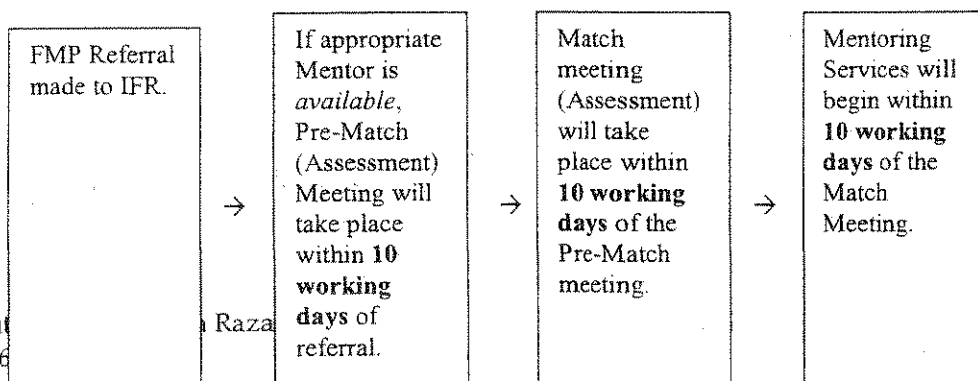 FMP Referral
made to IFR.
→
If appropriate
Mentor is
available,
Pre-Match
(Assessment)
Meeting will
take place
within 10
working
days of
referral.
→
Match
meeting
(Assessment)
will take
place within
10 working
days of the
Pre-Match
meeting.
→
Mentoring
Services will
begin within
10 working
days of the
Match
Meeting.
Raza